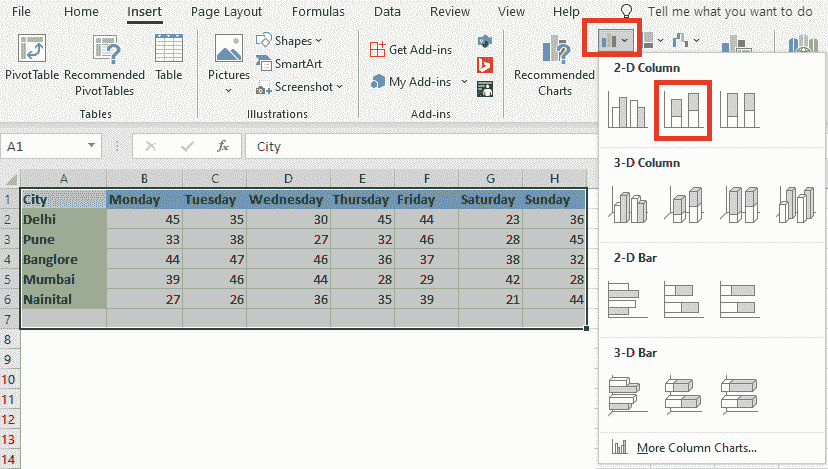 File Home Insert Page Layout Formulas Data Review View Help Tell me what you want to do
PivotTable Recommended PivotTables Table
Tables
Pictures Shapes SmartArt Screenshot
Illustrations
Get Add-ins
My Add-ins
Add-ins
Recommended Charts
A1 fx City
A B C D E F G H
1 City Monday Tuesday Wednesday Thursday Friday Saturday Sunday
2 Delhi 45 35 30 45 44 23 36
3 Pune 33 38 27 32 46 28 45
4 Banglore 44 47 46 36 37 38 32
5 Mumbai 39 46 44 28 29 42 28
6 Nainital 27 26 36 35 39 21 44
7
8
9
10
11
12
13
14
2-D Column
3-D Column
2-D Bar
3-D Bar
More Column Charts...